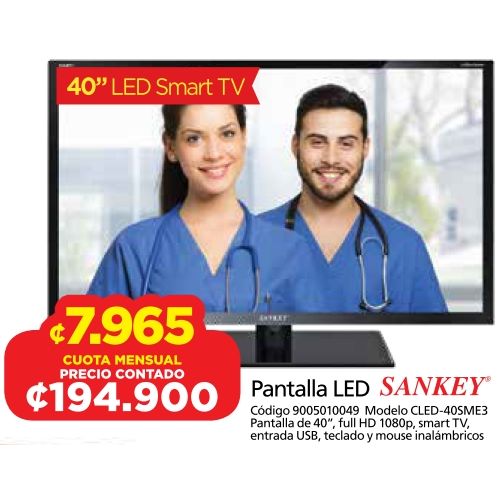 40” LED Smart TV
SANKEY
¢7.965
CUOTA MENSUAL
PRECIO CONTADO
¢194.900
Pantalla LED SANKEY®
Código 9005010049 Modelo CLED-40SME3
Pantalla de 40”, full HD 1080p, smart TV,
entrada USB, teclado y mouse inalámbricos